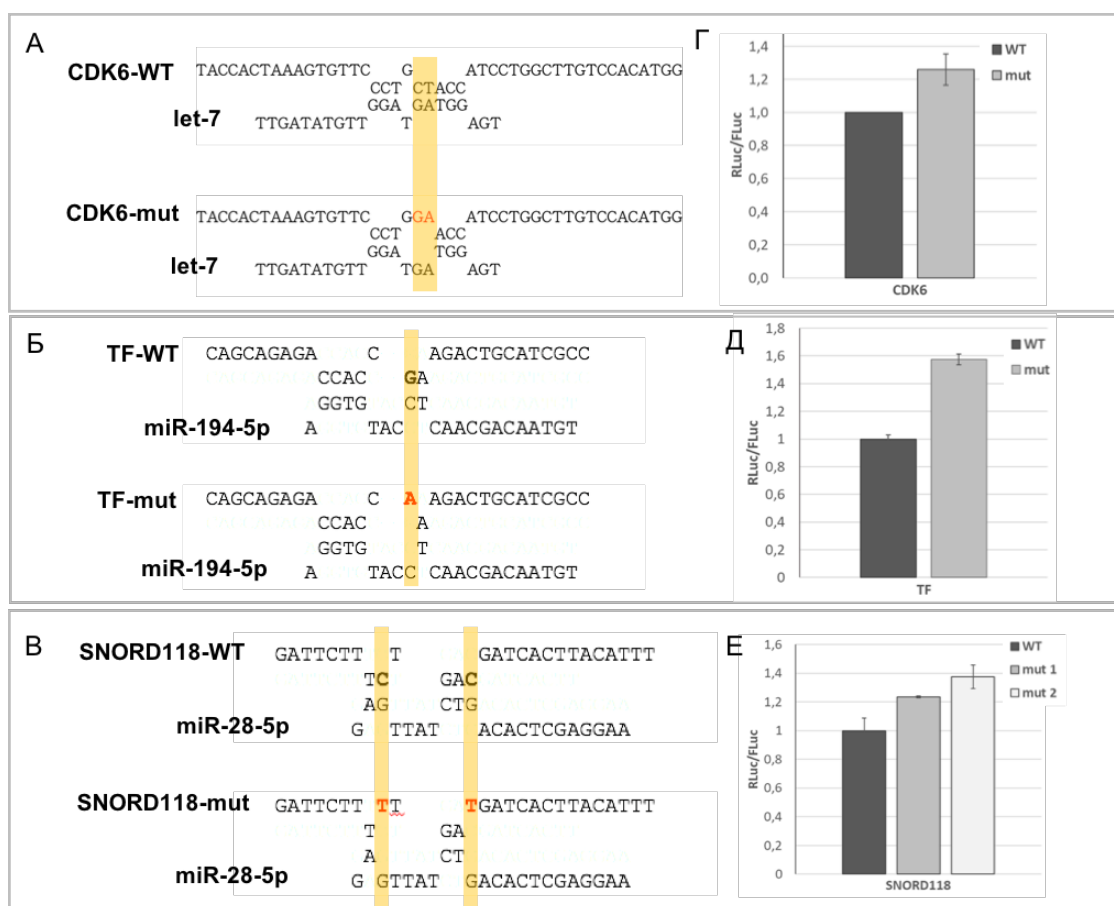 А
CDK6-WT
TACCACTAAAGTGTTC G ATCCTGGCTTGTCCACATGG
CCT CTACC
GGA GATGG
let-7
TTGATATGTT T AGT
CDK6-mut
TACCACTAAAGTGTTC GGA ATCCTGGCTTGTCCACATGG
CCT ACC
GGA TGG
let-7
TTGATATGTT TGA AGT
Г
1,4
1,2
1,0
0,8
0,6
0,4
0,2
0,0
RLuc/FLuc
CDK6
WT
mut
Б
TF-WT
CAGCAGAGA C AGACTGCATCGCC
CCAC GA
GGTG CT
miR-194-5p
A TAC CAACGACAATGT
TF-mut
CAGCAGAGA C A AGACTGCATCGCC
CCAC A
GGTG T
miR-194-5p
A TACC CAACGACAATGT
Д
1,8
1,6
1,4
1,2
1
0,8
0,6
0,4
0,2
0
RLuc/FLuc
TF
WT
mut
В
SNORD118-WT
GATTCTT T GATCACTTACATTT
TC GAC
AG CTG
miR-28-5p
G TTAT ACACTCGAGGAA
SNORD118-mut
GATTCTT TT TGATCACTTACATTT
T GA
A CT
miR-28-5p
G GTTAT GACACTCGAGGAA
Е
1,6
1,4
1,2
1
0,8
0,6
0,4
0,2
0
RLuc/FLuc
SNORD118
WT
mut 1
mut 2